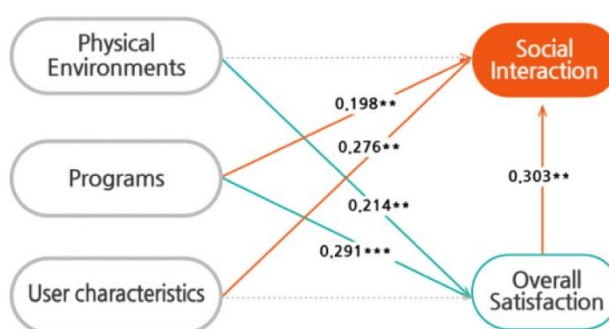 Physical
Environments
Social
Interaction
0.198**
0.276**
Programs
0.303**
0.214**
0.291***
User characteristics
Overall
Satisfaction